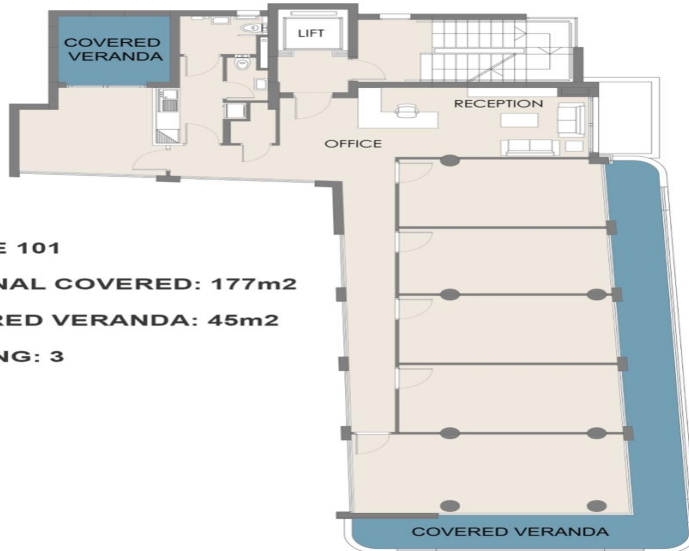 COVERED
VERANDA
LIFT
RECEPTION
OFFICE
E 101
NAL COVERED: 177m2
RED VERANDA: 45m2
NG: 3
COVERED VERANDA